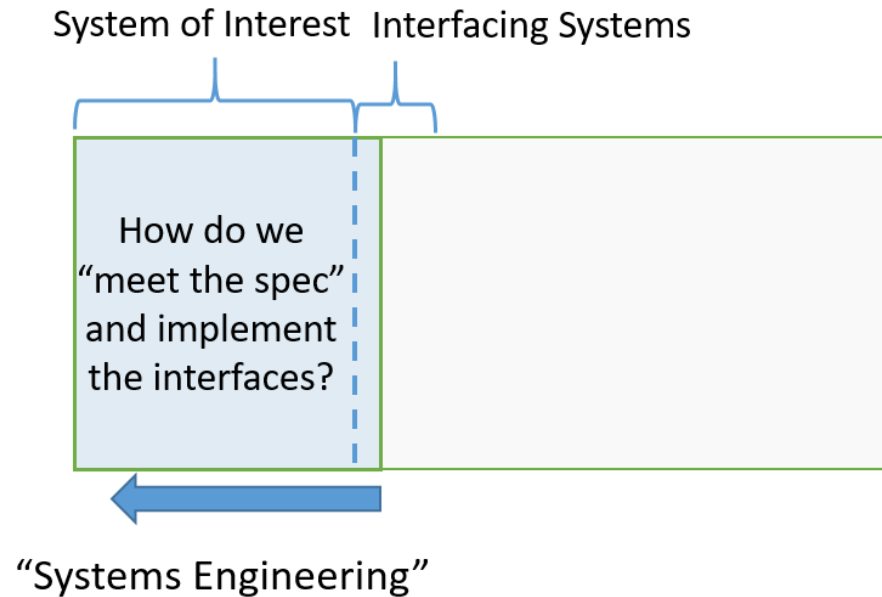 System of Interest Interfacing Systems
How do we
“meet the spec”
and implement
the interfaces?
“Systems Engineering”